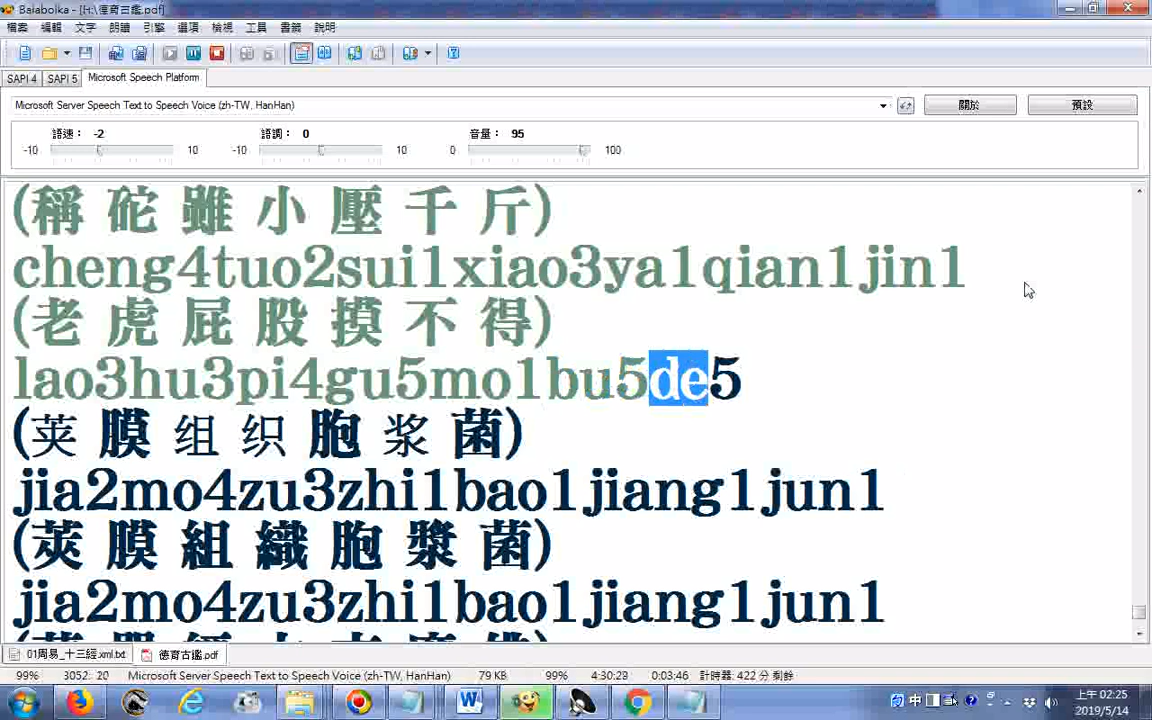 Balabolka - [H:\德育古鑑.pdf]
檔案 編輯 文字 朗讀 引擎 選項 檢視 工具 書籤 說明
SAPI 4 SAPI 5 Microsoft Speech Platform
Microsoft Server Speech Text to Speech Voice (zh-TW, HanHan) 關於 預設
語速： -2 語調： 0 音量： 95
-10 10 -10 10 0 100
(稱砣雖小壓千斤)
cheng4tuo2sui1xiao3ya1qian1jin1
(老虎屁股摸不得)
lao3hu3pi4gu5mo1bu5de5
(荚膜组织胞浆菌)
jia2mo4zu3zhi1bao1jiang1jun1
(莢膜組織胞漿菌)
jia2mo4zu3zhi1bao1jiang1jun1
01周易_十三經.xml.txt 德育古鑑.pdf
99% 3052: 20 Microsoft Server Speech Text to Speech Voice (zh-TW, HanHan) 79 KB 99% 4:30:23 0:03:46 計時器: 422 分 剩餘
中 上午 02:25
2019/5/14